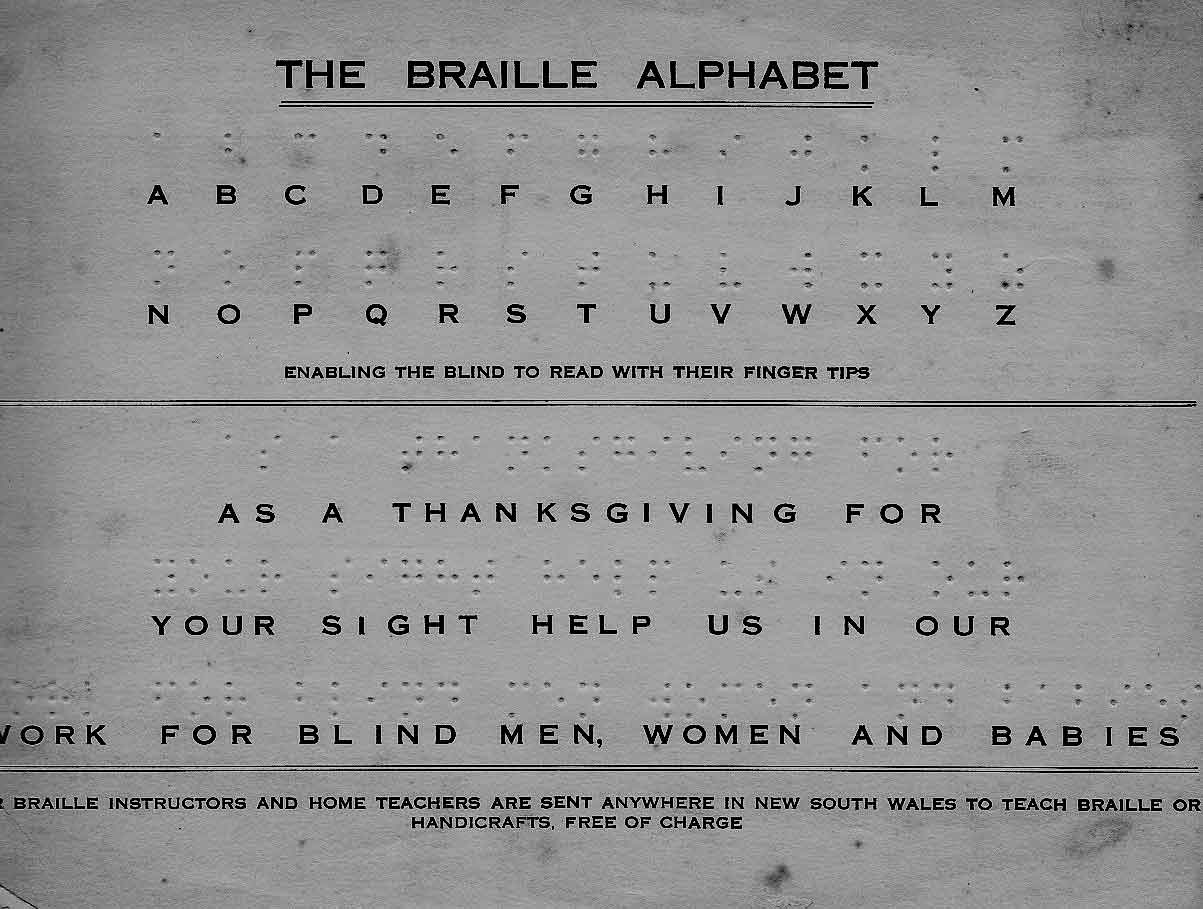 THE BRAILLE ALPHABET
A B C D E F G H I J K L M
N O P Q R S T U V W X Y Z
ENABLING THE BLIND TO READ WITH THEIR FINGER TIPS
AS A THANKSGIVING FOR
YOUR SIGHT HELP US IN OUR
WORK FOR BLIND MEN, WOMEN AND BABIES
BRAILLE INSTRUCTORS AND HOME TEACHERS ARE SENT ANYWHERE IN NEW SOUTH WALES TO TEACH BRAILLE OR
HANDICRAFTS, FREE OF CHARGE